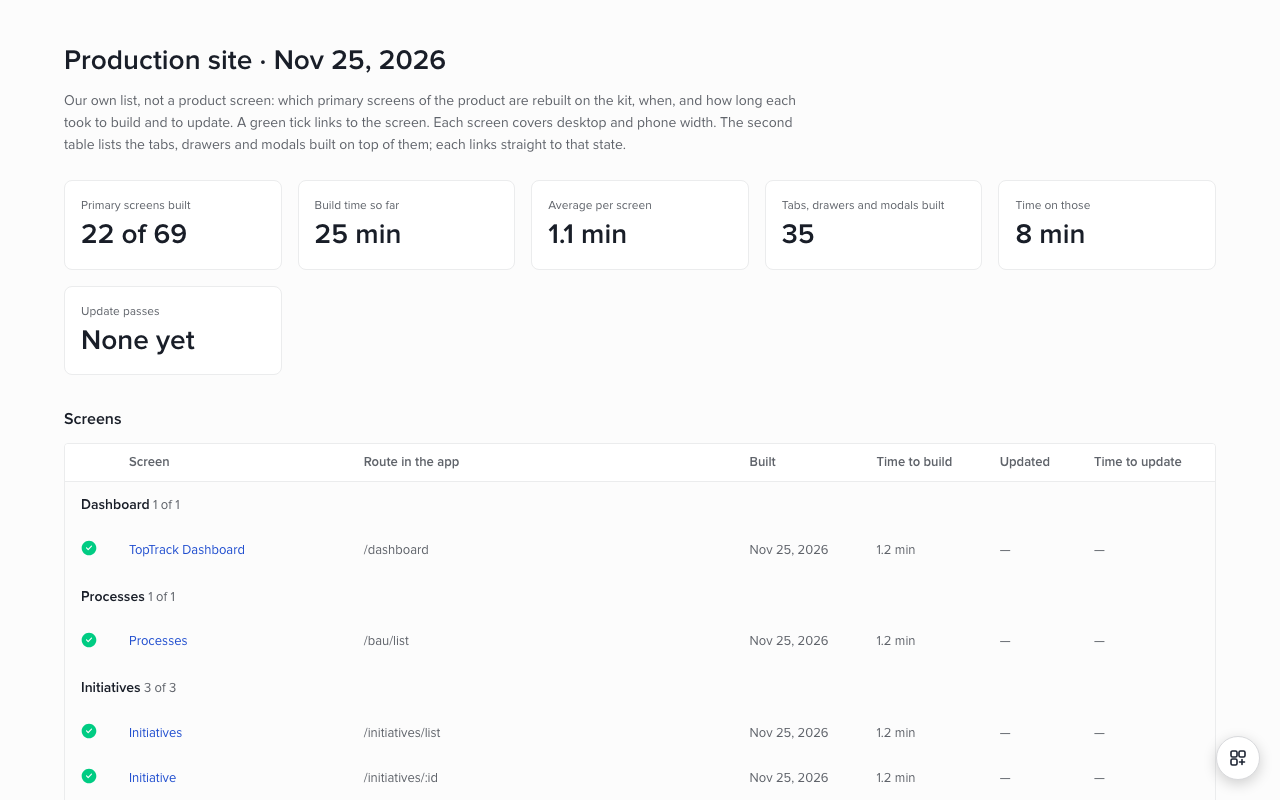 Production site · Nov 25, 2026
Our own list, not a product screen: which primary screens of the product are rebuilt on the kit, when, and how long each
took to build and to update. A green tick links to the screen. Each screen covers desktop and phone width. The second
table lists the tabs, drawers and modals built on top of them; each links straight to that state.
Primary screens built
22 of 69
Build time so far
25 min
Average per screen
1.1 min
Tabs, drawers and modals built
35
Time on those
8 min
Update passes
None yet
Screens
Screen Route in the app Built Time to build Updated Time to update
Dashboard 1 of 1
TopTrack Dashboard /dashboard Nov 25, 2026 1.2 min — —
Processes 1 of 1
Processes /bau/list Nov 25, 2026 1.2 min — —
Initiatives 3 of 3
Initiatives /initiatives/list Nov 25, 2026 1.2 min — —
Initiative /initiatives/:id Nov 25, 2026 1.2 min — —